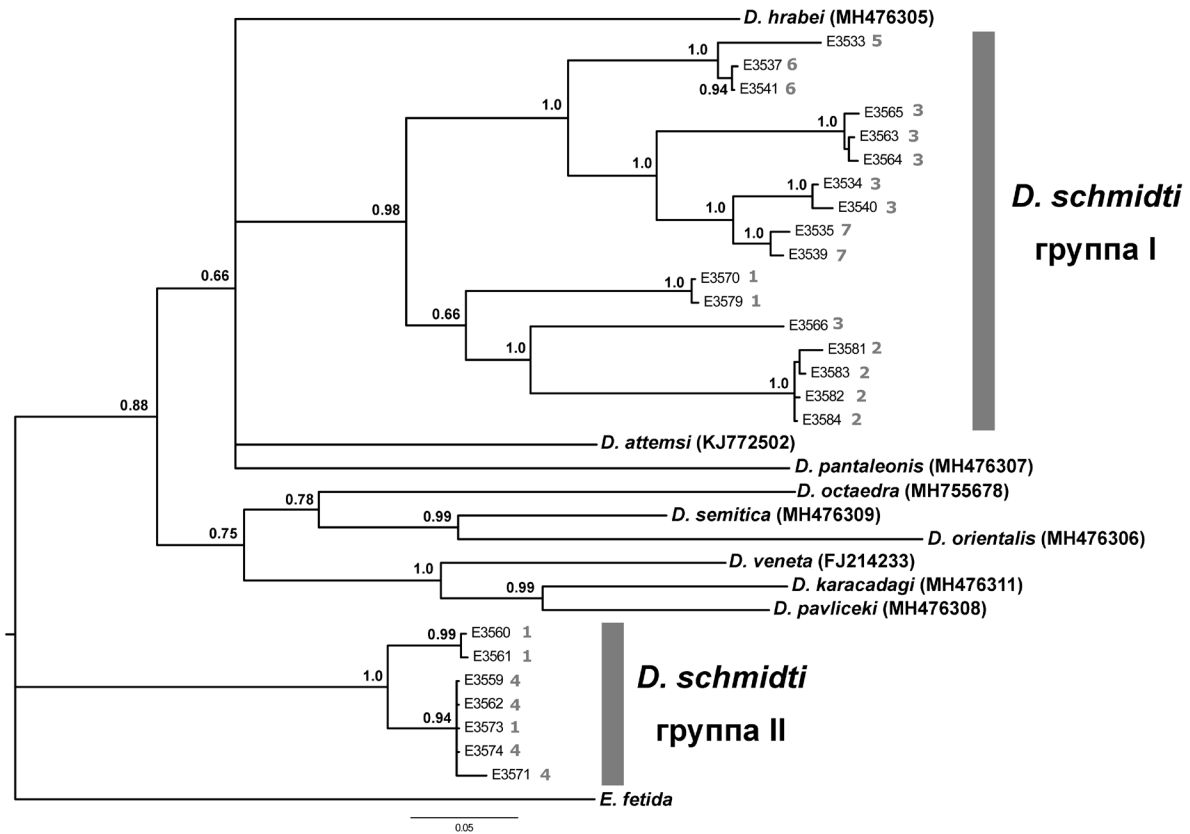 D. hrabei (MH476305)
1.0
E3533 5
E3537 6
0.94
E3541 6
1.0
E3565 3
1.0
E3563 3
E3564 3
1.0
1.0
E3534 3
E3540 3
1.0
1.0
E3535 7
E3539 7
D. schmidti
группа I
0.98
0.66
1.0
E3570 1
E3579 1
0.66
E3566 3
1.0
E3581 2
E3583 2
1.0
E3582 2
E3584 2
0.88
D. attemsi (KJ772502)
D. pantaleonis (MH476307)
0.78
D. octaedra (MH755678)
0.99
D. semitica (MH476309)
D. orientalis (MH476306)
0.75
1.0
D. veneta (FJ214233)
0.99
D. karacadagi (MH476311)
D. pavliceki (MH476308)
0.99
E3560 1
E3561 1
1.0
E3559 4
E3562 4
0.94
E3573 1
E3574 4
E3571 4
D. schmidti
группа II
E. fetida
0.05